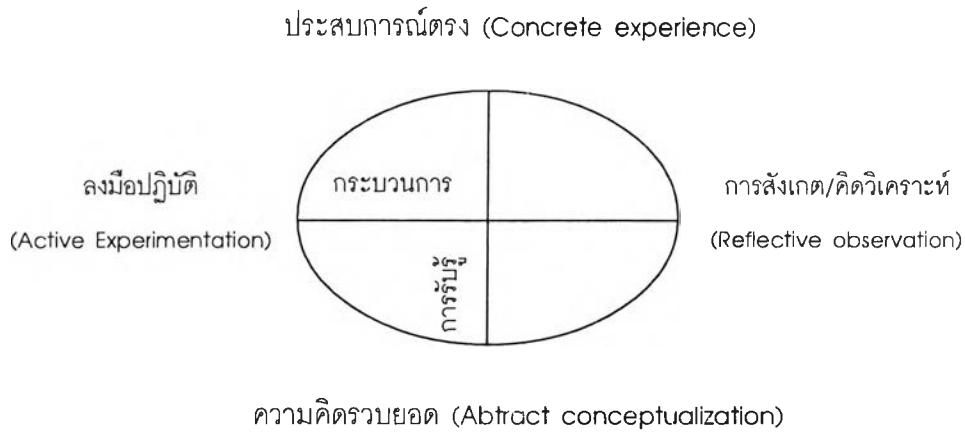 ประสบการณ์ตรง (Concrete experience)
ลงมือปฏิบัติ
(Active Experimentation)
กระบวนการ
การสังเกต/คิดวิเคราะห์
(Reflective observation)
การรับรู้
ความคิดรวบยอด (Abtract conceptualization)